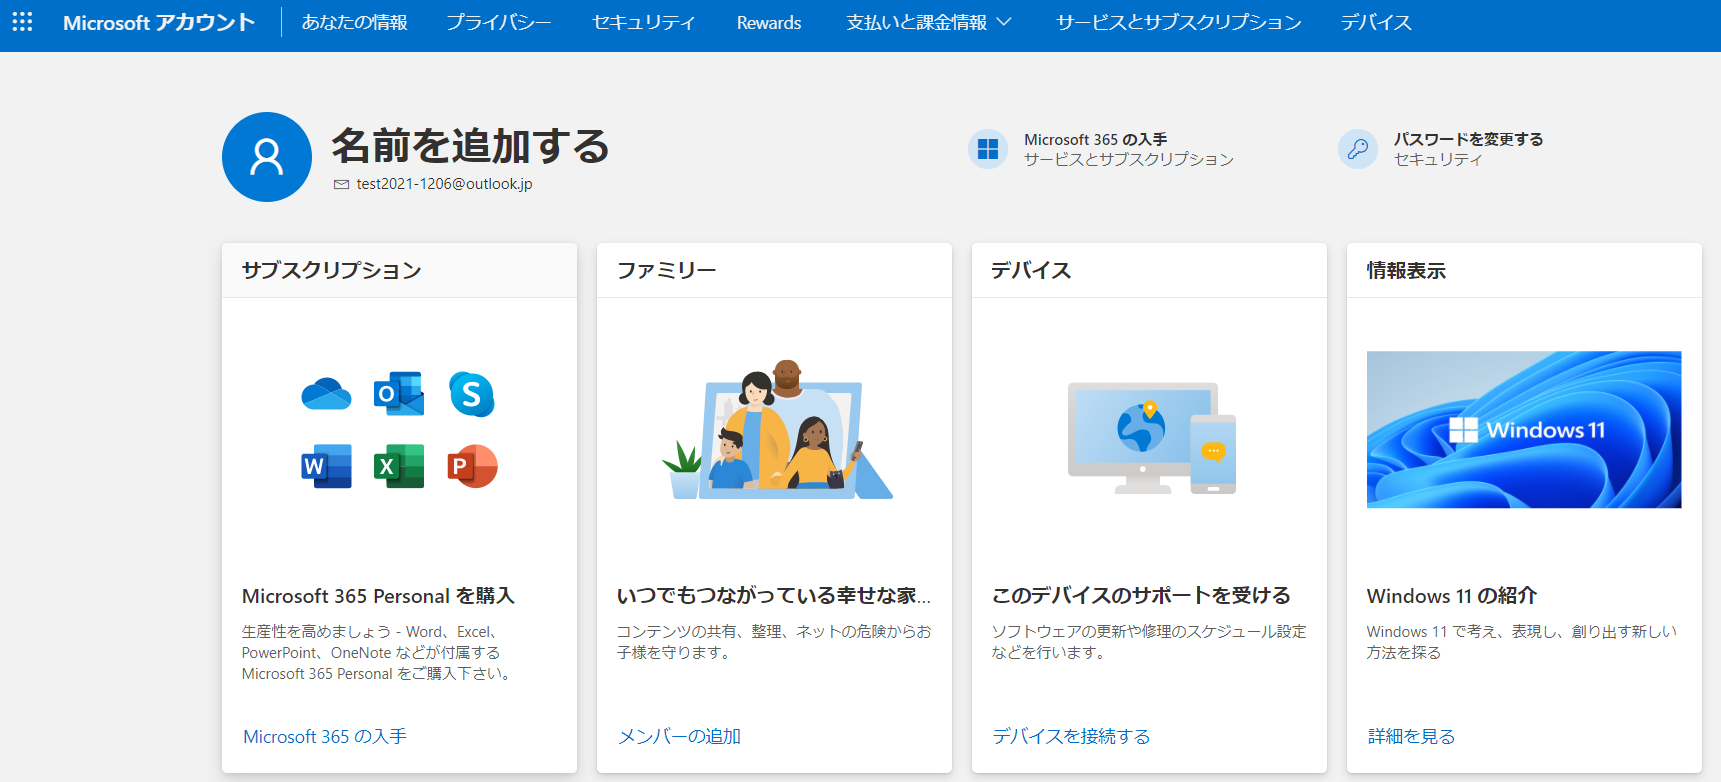 Microsoft アカウント
あなたの情報
プライバシー
セキュリティ
Rewards
支払いと課金情報
サービスとサブスクリプション
デバイス
名前を追加する
test2021-1206@outlook.jp
Microsoft 365 の入手
サービスとサブスクリプション
パスワードを変更する
セキュリティ
サブスクリプション
Microsoft 365 Personal を購入
生産性を高めましょう - Word、Excel、
PowerPoint、OneNote などが付属する
Microsoft 365 Personal をご購入下さい。
Microsoft 365 の入手
ファミリー
いつでもつながっている幸せな家...
コンテンツの共有、整理、ネットの危険からお
子様を守ります。
メンバーの追加
デバイス
このデバイスのサポートを受ける
ソフトウェアの更新や修理のスケジュール設定
などを行います。
デバイスを接続する
情報表示
Windows 11
Windows 11 の紹介
Windows 11 で考え、表現し、創り出す新しい
方法を探る
詳細を見る